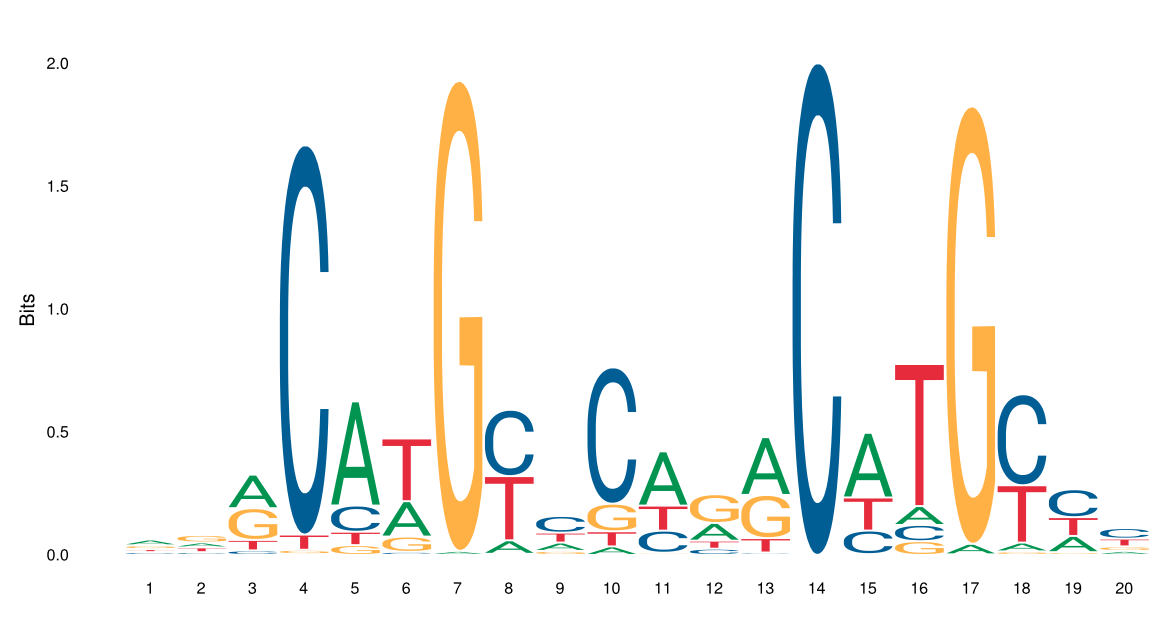 2.0
1.5
1.0
0.5
0.0
Bits
A G T C
G A T C
A G T C
C T G
A C T G
T A G
G A
C T A
C T A
C G T A
A T C
G A T C
A G T
C
A T C
T A C G
G A
C T A
C T A
C T G A
1 2 3 4 5 6 7 8 9 10 11 12 13 14 15 16 17 18 19 20